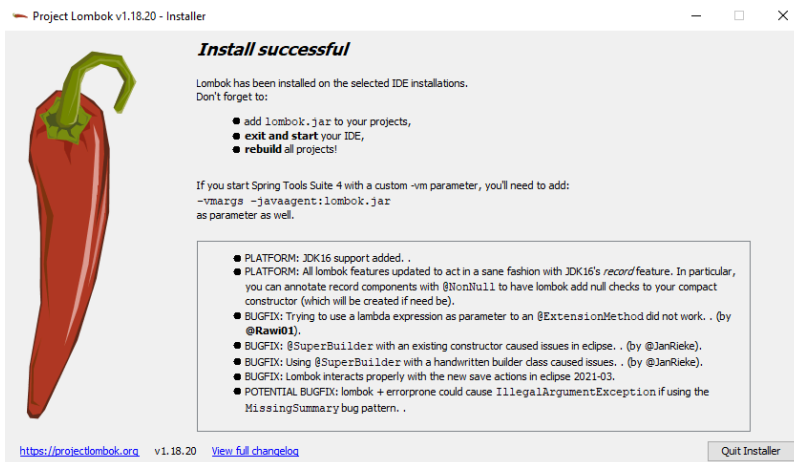 Project Lombok v1.18.20 - Installer
Install successful
Lombok has been installed on the selected IDE installations.
Don't forget to:
● add lombok.jar to your projects,
● exit and start your IDE,
● rebuild all projects!
If you start Spring Tools Suite 4 with a custom -vm parameter, you'll need to add:
-vmargs -javaagent:lombok.jar
as parameter as well.
● PLATFORM: JDK16 support added. .
● PLATFORM: All lombok features updated to act in a sane fashion with JDK16's record feature. In particular,
you can annotate record components with @NonNull to have lombok add null checks to your compact
constructor (which will be created if need be).
● BUGFIX: Trying to use a lambda expression as parameter to an @ExtensionMethod did not work. . (by
@Rawi01).
● BUGFIX: @SuperBuilder with an existing constructor caused issues in eclipse. . (by @JanRieke).
● BUGFIX: Using @SuperBuilder with a handwritten builder class caused issues. . (by @JanRieke).
● BUGFIX: Lombok interacts properly with the new save actions in eclipse 2021-03.
● POTENTIAL BUGFIX: lombok + errorprone could cause IllegalArgumentException if using the
MissingSummary bug pattern. .
https://projectlombok.org v1.18.20 View full changelog Quit Installer